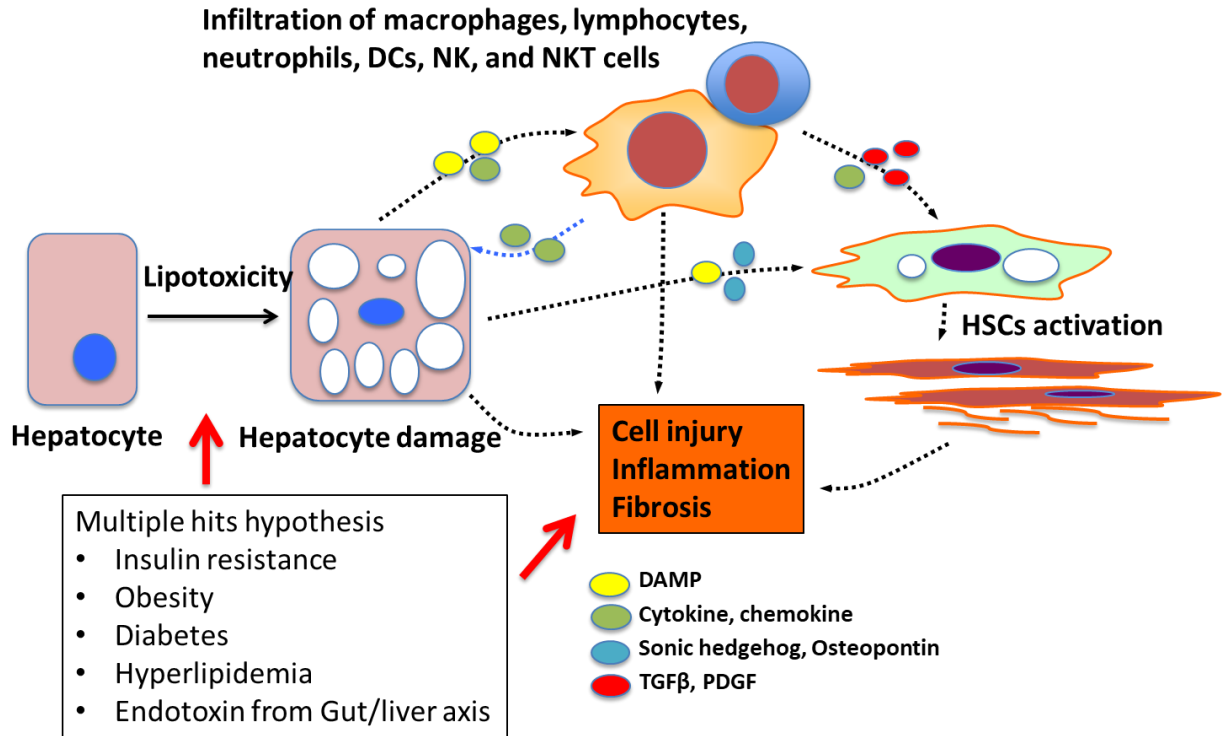 Infiltration of macrophages, lymphocytes,
neutrophils, DCs, NK, and NKT cells
Lipotoxicity
HSCs activation
Hepatocyte
Hepatocyte damage
Cell injury
Inflammation
Fibrosis
Multiple hits hypothesis
• Insulin resistance
• Obesity
• Diabetes
• Hyperlipidemia
• Endotoxin from Gut/liver axis
DAMP
Cytokine, chemokine
Sonic hedgehog, Osteopontin
TGFβ, PDGF